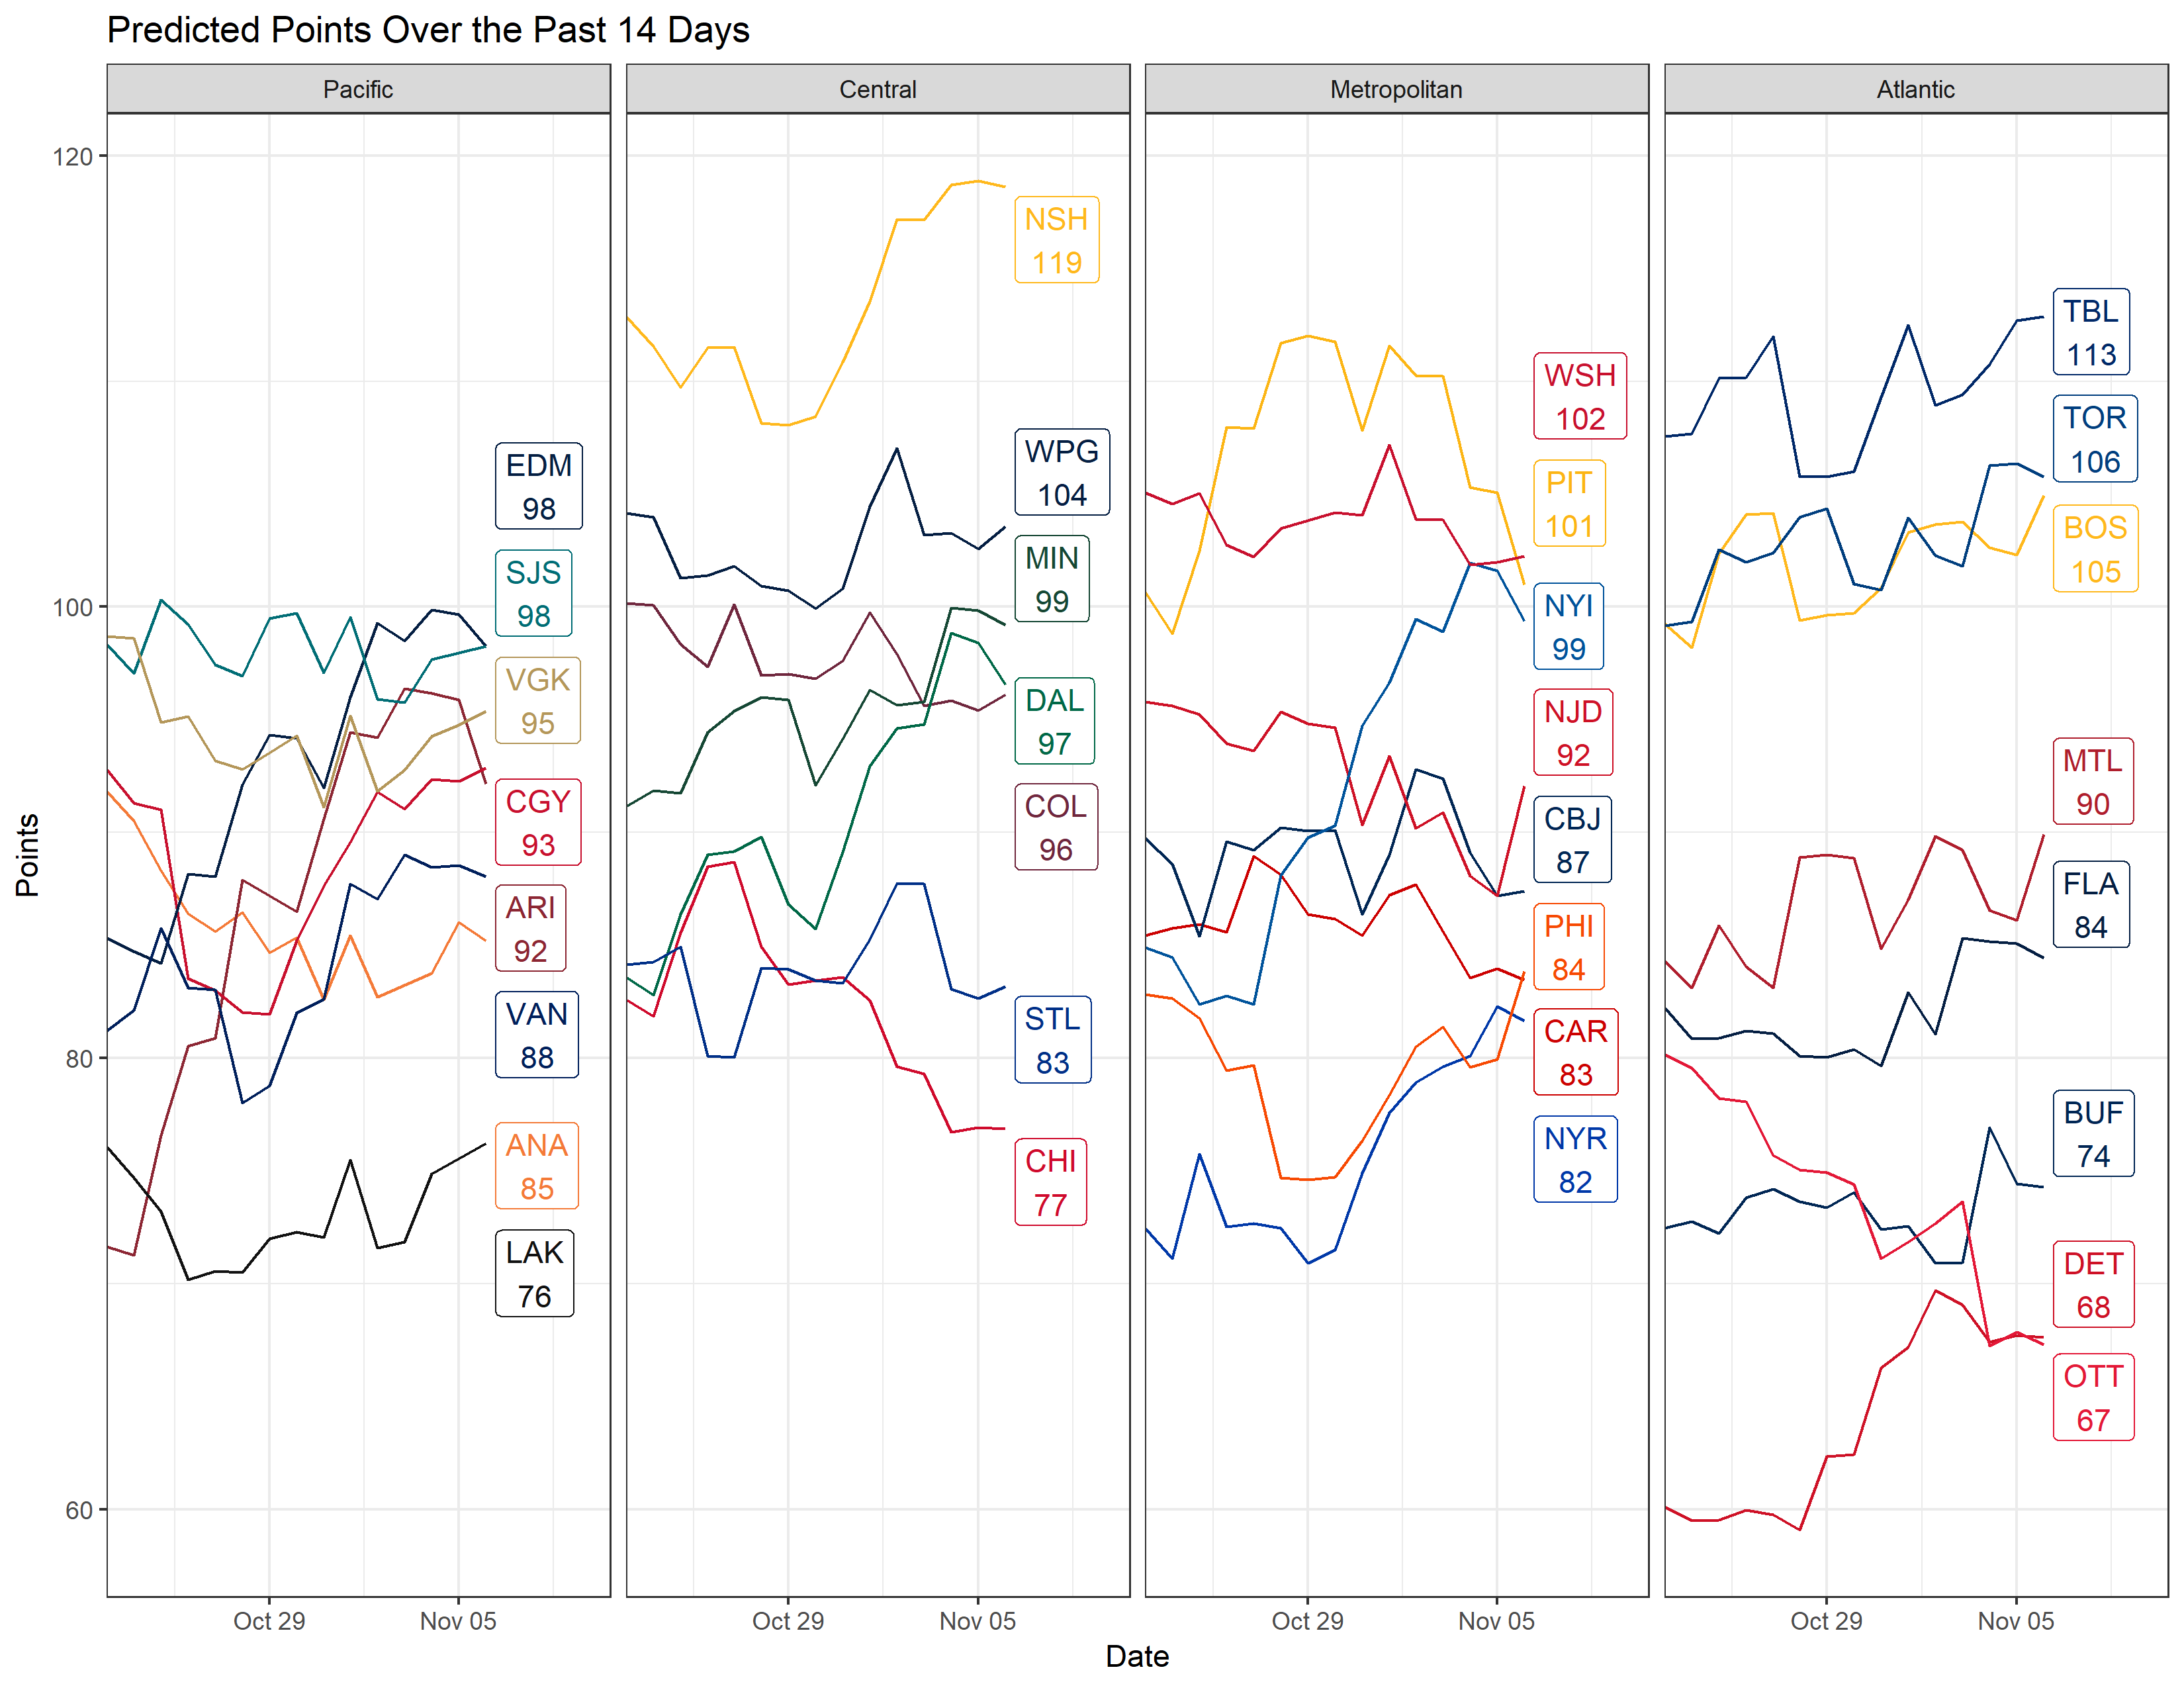 Predicted Points Over the Past 14 Days
Pacific
Central
Metropolitan
Atlantic
Points
120
100
80
60
EDM
98
SJS
98
VGK
95
CGY
93
ARI
92
VAN
88
ANA
85
LAK
76
NSH
119
WPG
104
MIN
99
DAL
97
COL
96
STL
83
CHI
77
WSH
102
PIT
101
NYI
99
NJD
92
CBJ
87
PHI
84
CAR
83
NYR
82
TBL
113
TOR
106
BOS
105
MTL
90
FLA
84
BUF
74
DET
68
OTT
67
Oct 29
Nov 05
Oct 29
Nov 05
Oct 29
Nov 05
Oct 29
Nov 05
Date